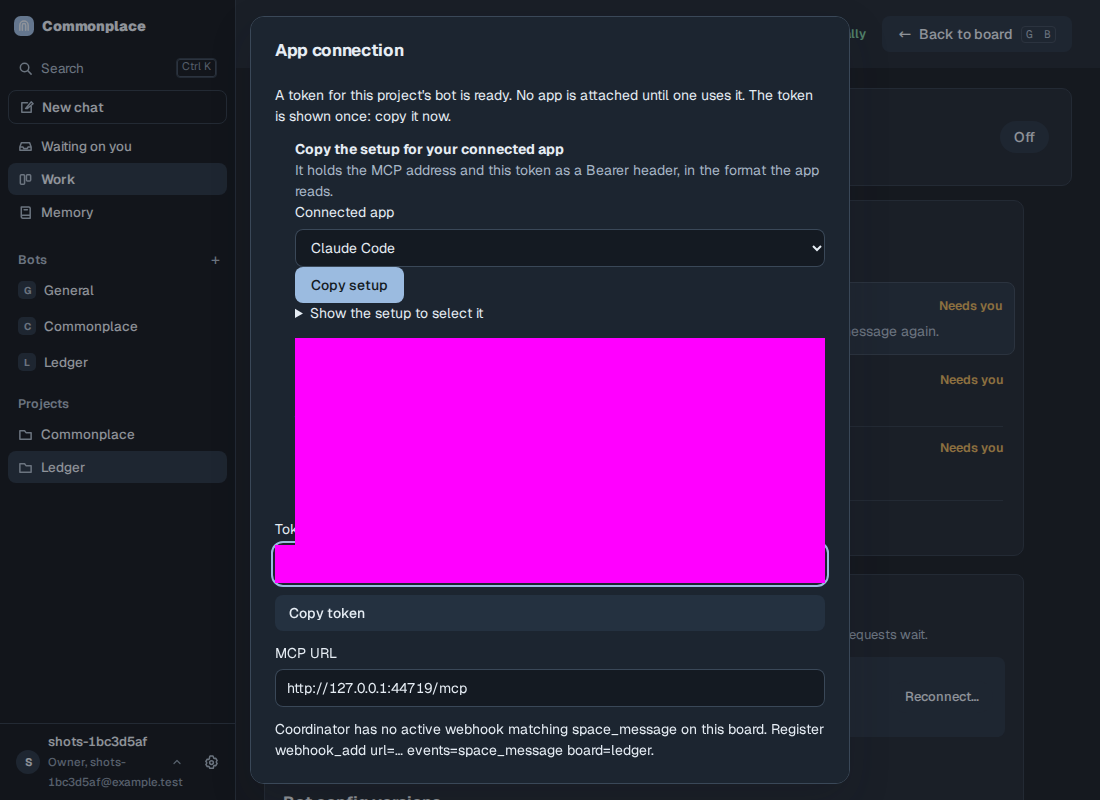 Commonplace
Search
Ctrl K
New chat
Waiting on you
Work
Memory
Bots
+
G
General
C
Commonplace
L
Ledger
Projects
Commonplace
Ledger
S
shots-1bc3d5af
Owner, shots-
1bc3d5af@example.test
App connection
A token for this project's bot is ready. No app is attached until one uses it. The token
is shown once: copy it now.
Copy the setup for your connected app
It holds the MCP address and this token as a Bearer header, in the format the app
reads.
Connected app
Claude Code
Copy setup
Show the setup to select it
Copy token
MCP URL
http://127.0.0.1:44719/mcp
Coordinator has no active webhook matching space_message on this board. Register
webhook_add url=… events=space_message board=ledger.
← Back to board
G B
Off
Needs you
essage again.
Needs you
Needs you
equests wait.
Reconnect…